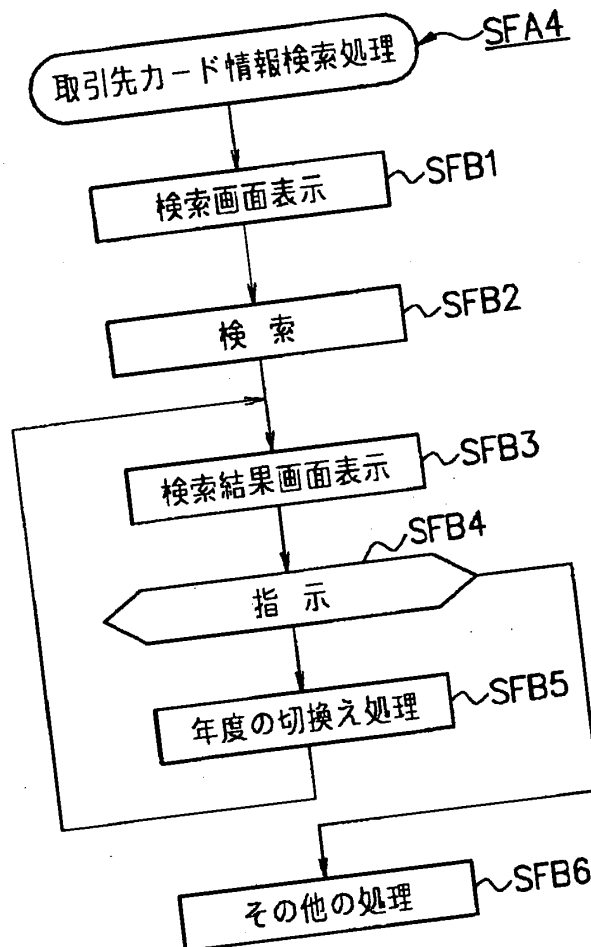 取引先カード情報検索処理
SFA4
検索画面表示
SFB1
検 索
SFB2
検索結果画面表示
SFB3
指 示
SFB4
年度の切換え処理
SFB5
その他の処理
SFB6